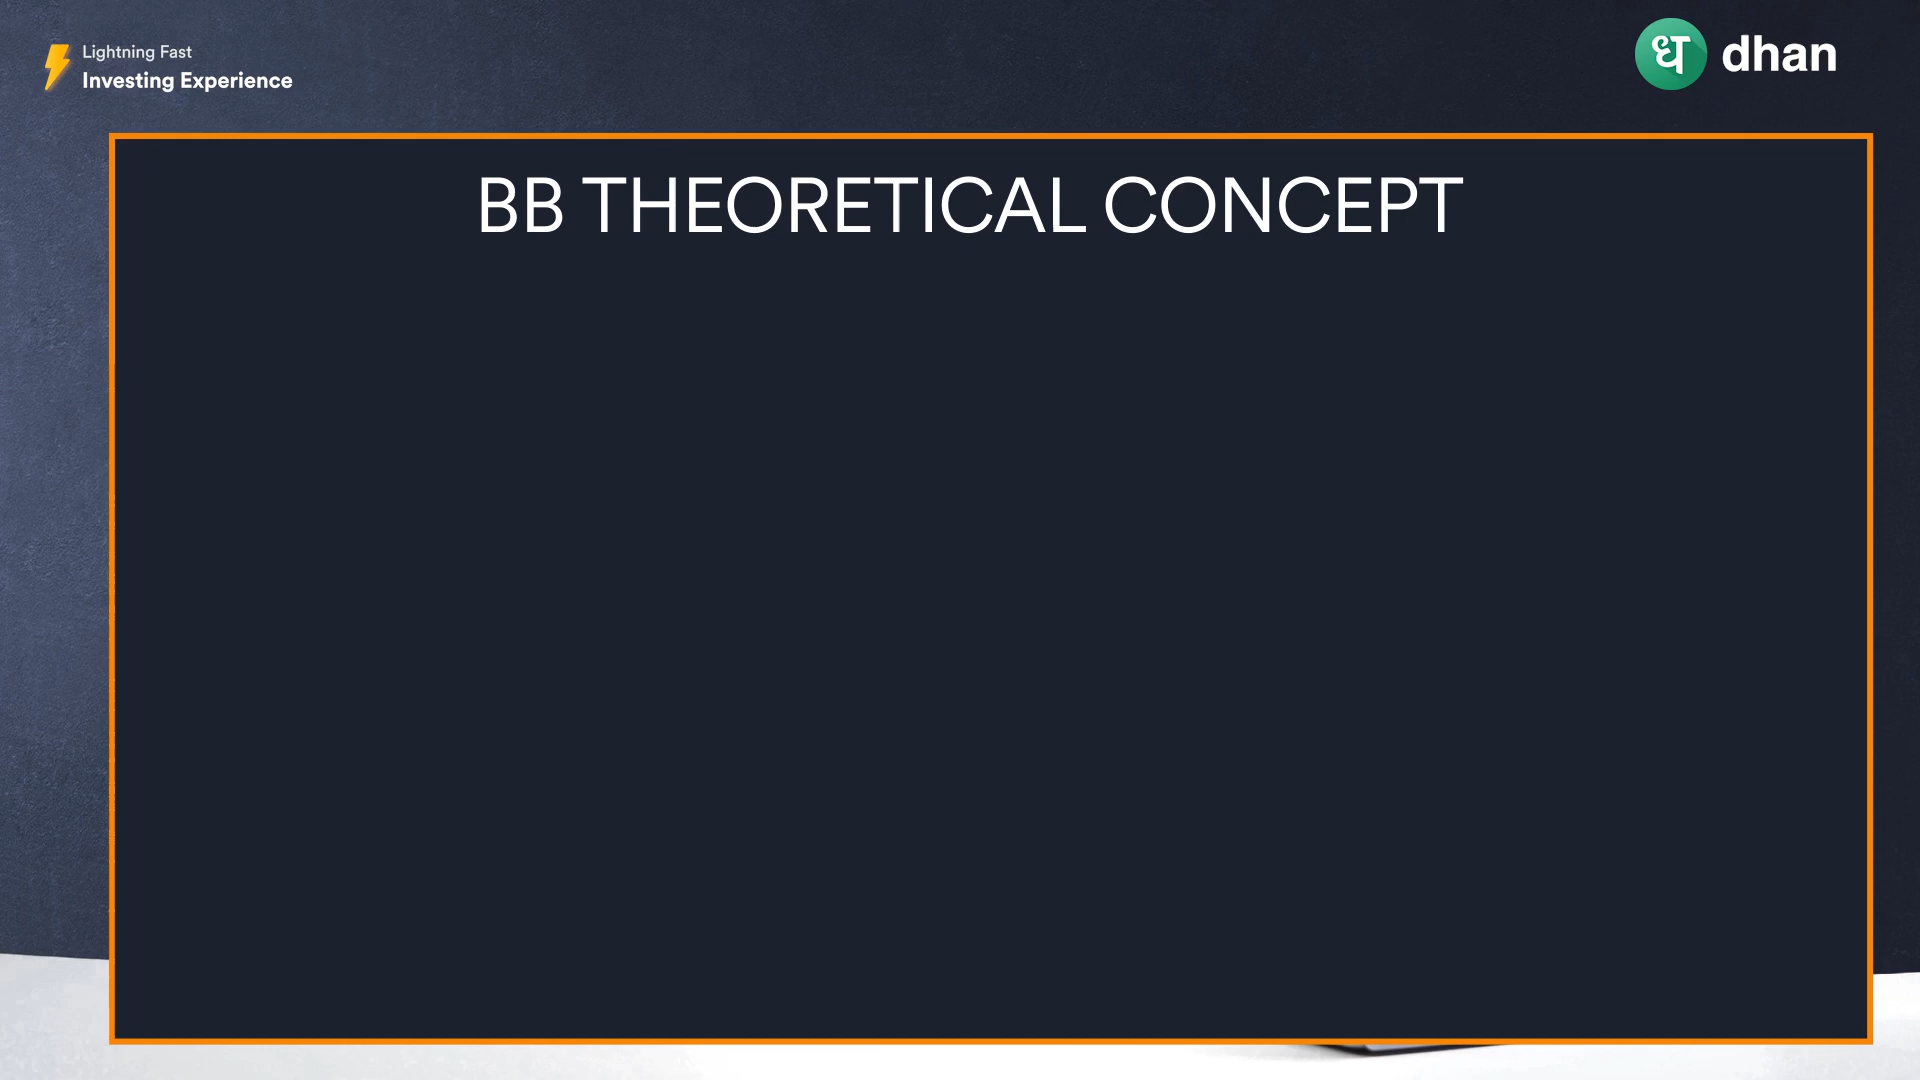 Lightning Fast
Investing Experience
ध dhan
BB THEORETICAL CONCEPT